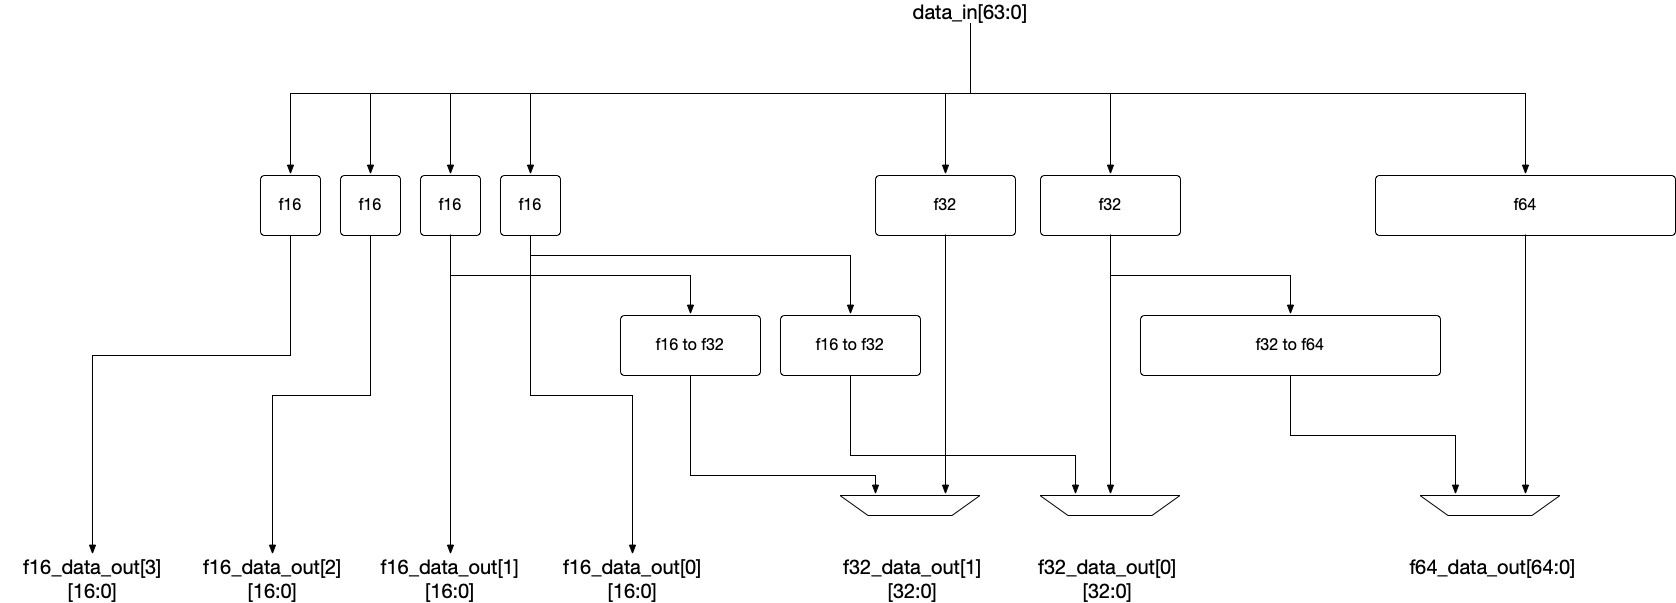 data_in[63:0]
f16
f16
f16
f16
f32
f32
f64
f16 to f32
f16 to f32
f32 to f64
f16_data_out[3]
[16:0]
f16_data_out[2]
[16:0]
f16_data_out[1]
[16:0]
f16_data_out[0]
[16:0]
f32_data_out[1]
[32:0]
f32_data_out[0]
[32:0]
f64_data_out[64:0]